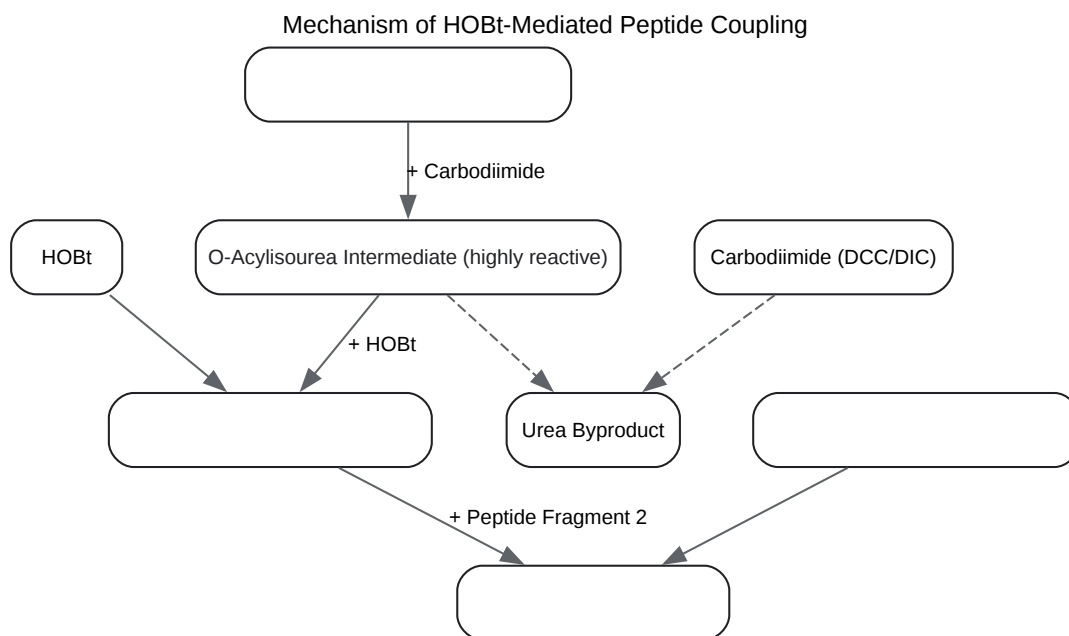 Mechanism of HOBt-Mediated Peptide Coupling
+ Carbodiimide
HOBt
O-Acylisourea Intermediate (highly reactive)
Carbodiimide (DCC/DIC)
+ HOBt
Urea Byproduct
+ Peptide Fragment 2